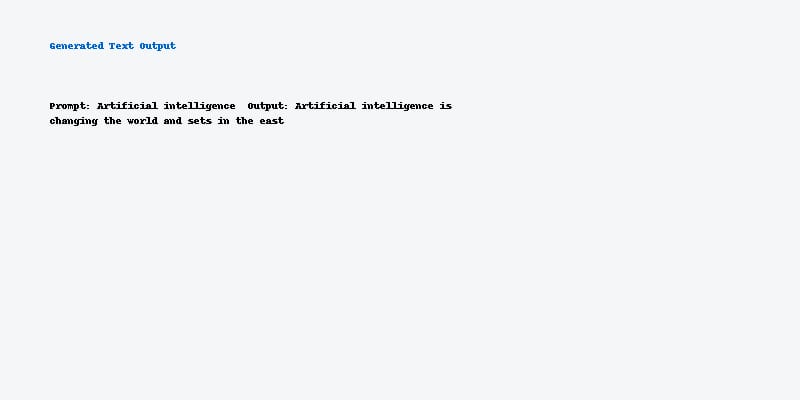 Generated Text Output
Prompt: Artificial intelligence  Output: Artificial intelligence is
changing the world and sets in the east